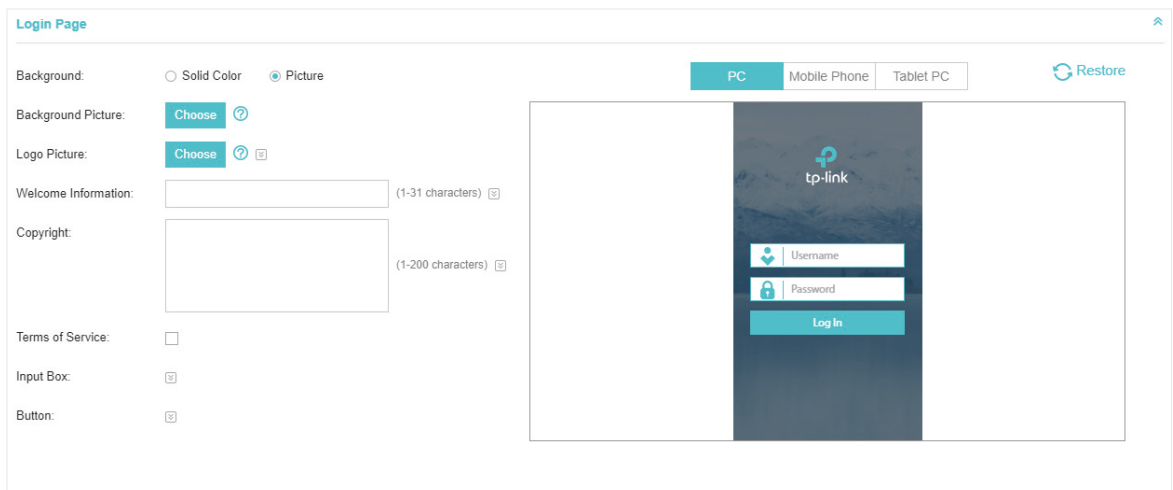 Login Page
Background: Solid Color Picture
Background Picture: Choose ?
Logo Picture: Choose ?
Welcome Information: (1-31 characters)
Copyright: (1-200 characters)
Terms of Service:
Input Box:
Button:
PC Mobile Phone Tablet PC Restore
tp-link
Username
Password
Log In